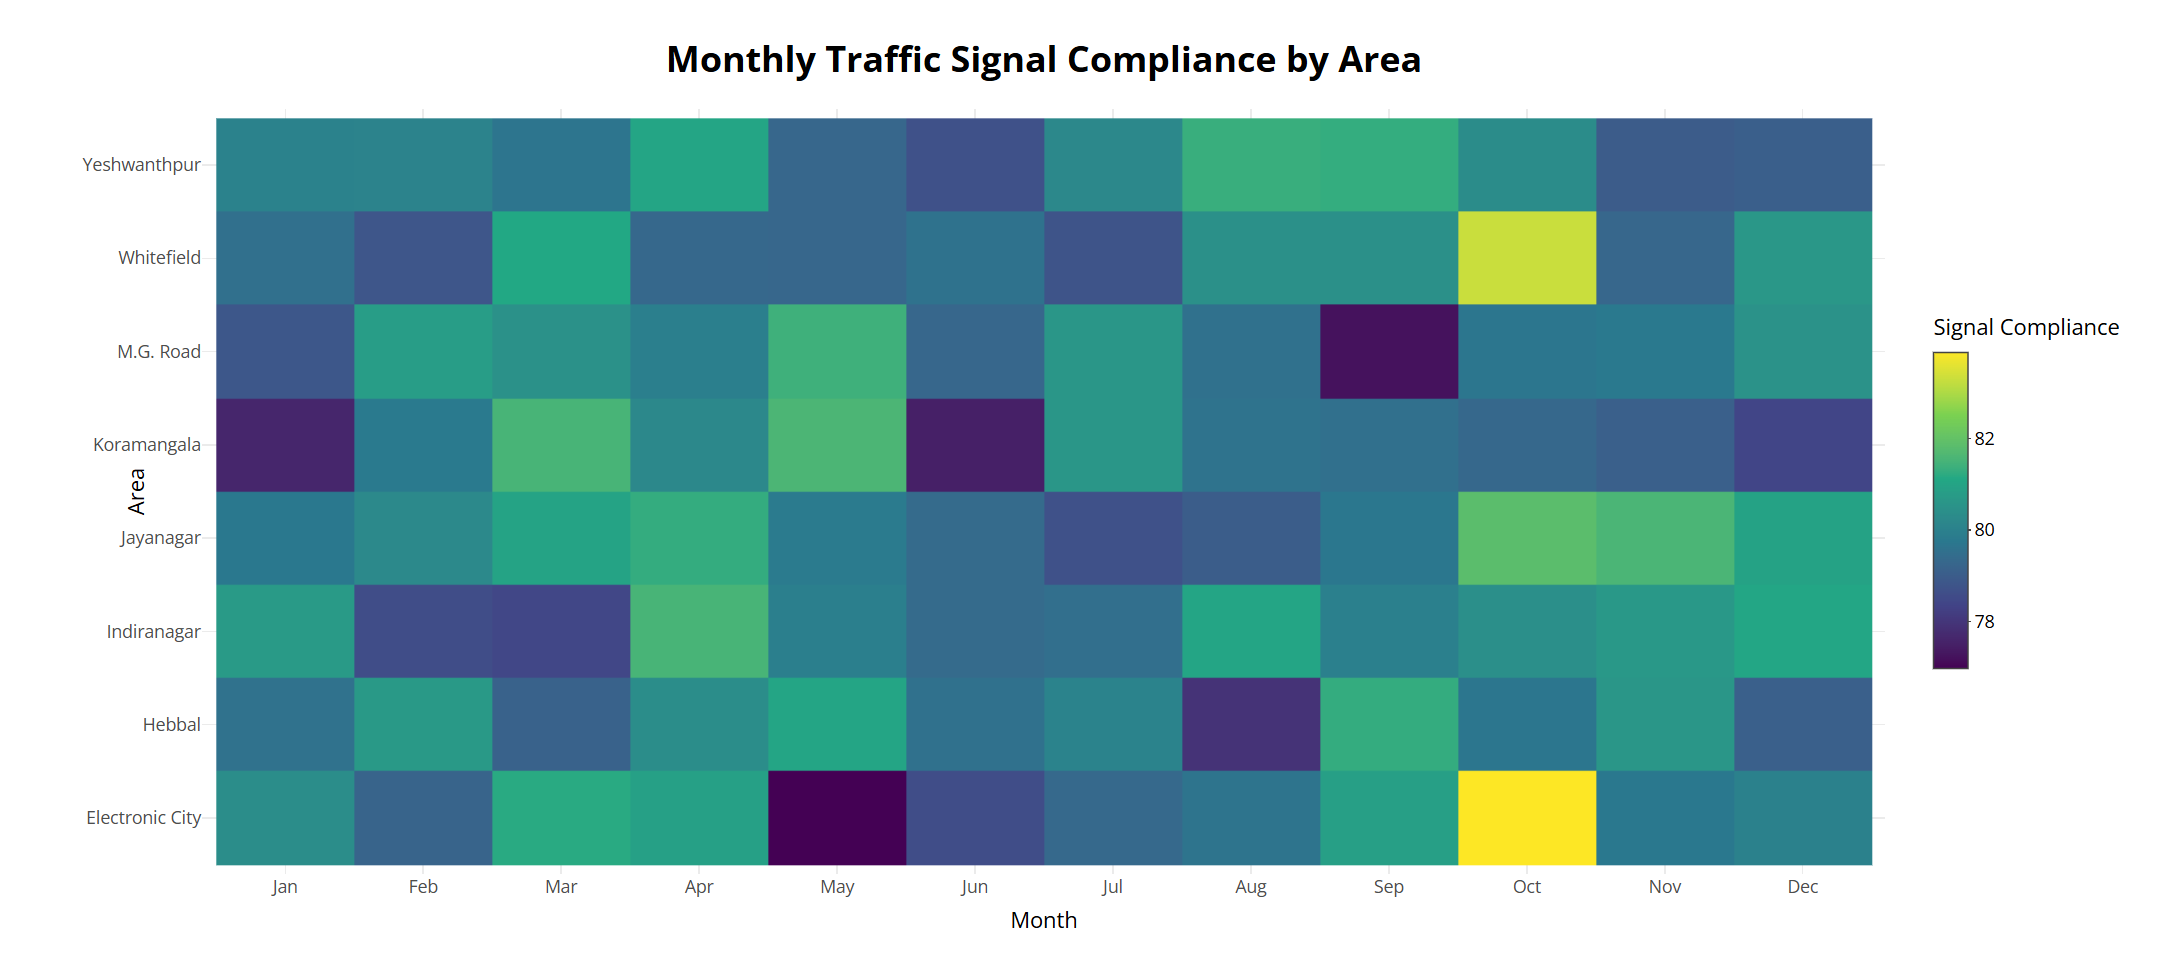 Monthly Traffic Signal Compliance by Area
Yeshwanthpur
Whitefield
M.G. Road
Koramangala
Jayanagar
Indiranagar
Hebbal
Electronic City
Area
Jan Feb Mar Apr May Jun Jul Aug Sep Oct Nov Dec
Month
Signal Compliance
82
80
78